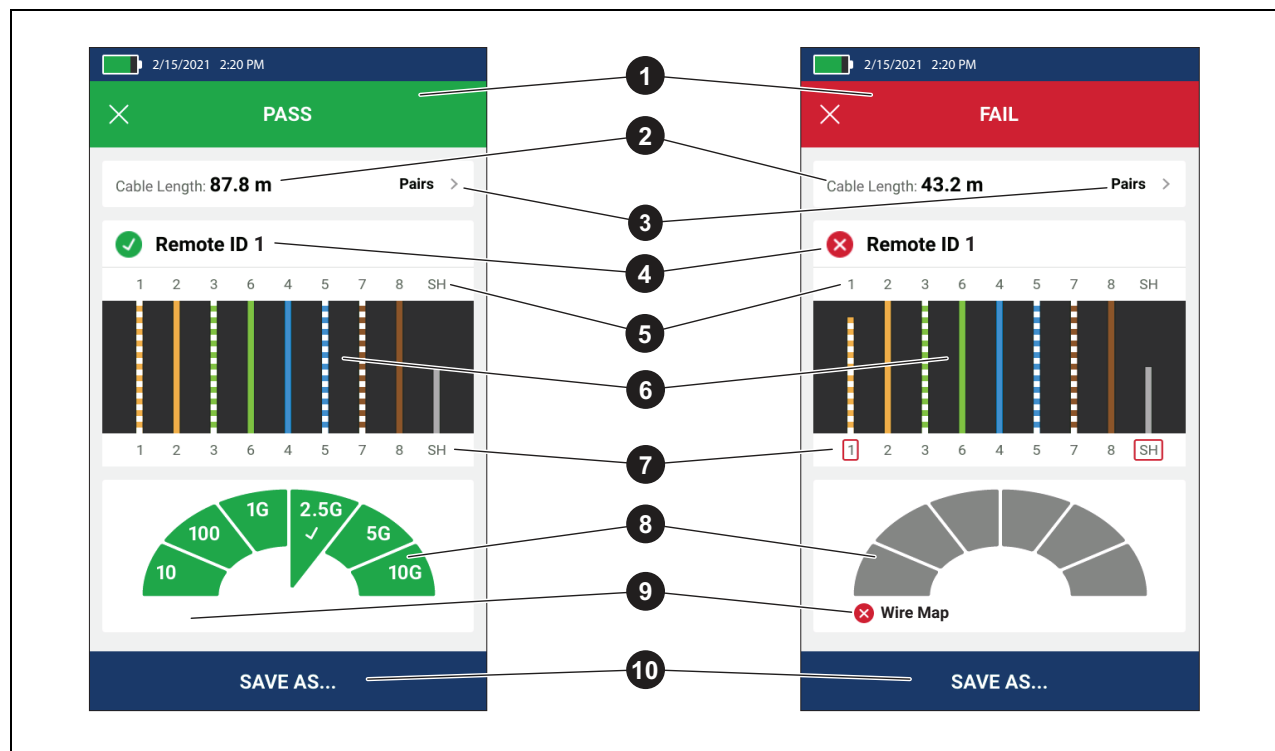 2/15/2021 2:20 PM
PASS
Cable Length: 87.8 m
Pairs >
Remote ID 1
1 2 3 6 4 5 7 8 SH
1 2 3 6 4 5 7 8 SH
10 100 1G 2.5G 5G 10G
SAVE AS...
1
2
3
4
5
6
7
8
9
10
2/15/2021 2:20 PM
FAIL
Cable Length: 43.2 m
Pairs >
Remote ID 1
1 2 3 6 4 5 7 8 SH
1 2 3 6 4 5 7 8 SH
Wire Map
SAVE AS...